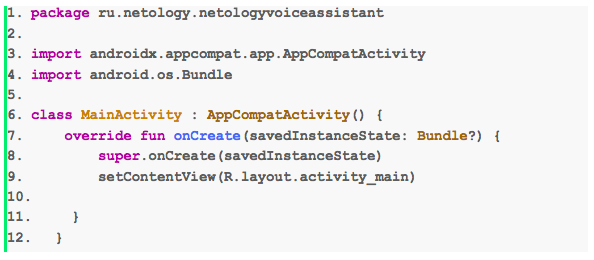 1. package ru.netology.netologyvoiceassistant
2.
3. import androidx.appcompat.app.AppCompatActivity
4. import android.os.Bundle
5.
6. class MainActivity : AppCompatActivity() {
7.     override fun onCreate(savedInstanceState: Bundle?) {
8.         super.onCreate(savedInstanceState)
9.         setContentView(R.layout.activity_main)
10.
11.     }
12.   }